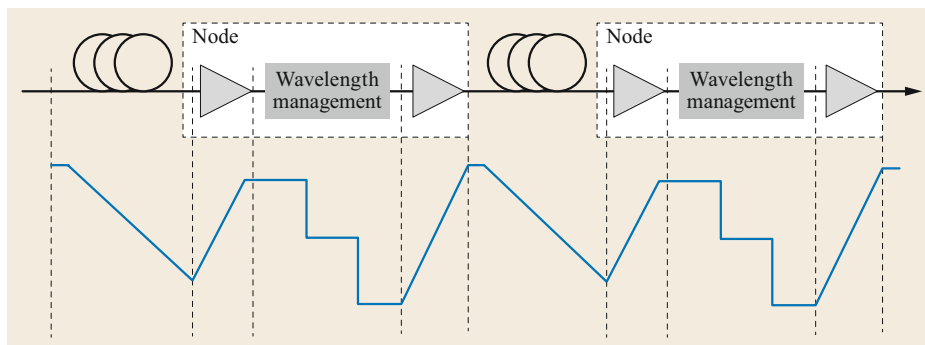 Node
Wavelength
management
Node
Wavelength
management